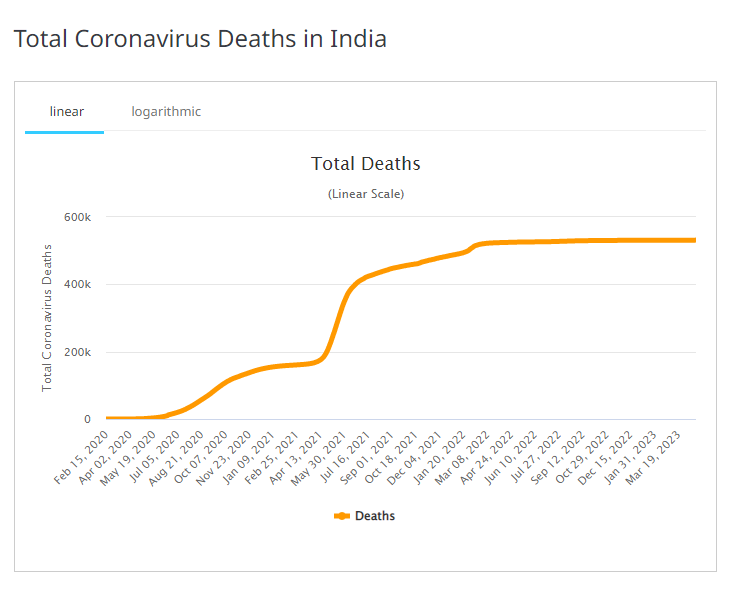 Total Coronavirus Deaths in India
linear
logarithmic
Total Deaths
(Linear Scale)
Total Coronavirus Deaths
600k
400k
200k
0
Feb 15, 2020
Apr 02, 2020
May 19, 2020
Jul 05, 2020
Aug 21, 2020
Oct 07, 2020
Nov 23, 2020
Jan 09, 2021
Feb 25, 2021
Apr 13, 2021
May 30, 2021
Jul 16, 2021
Sep 01, 2021
Oct 18, 2021
Dec 04, 2021
Jan 20, 2022
Mar 08, 2022
Apr 24, 2022
Jun 10, 2022
Jul 27, 2022
Sep 12, 2022
Oct 29, 2022
Dec 15, 2022
Jan 31, 2023
Mar 19, 2023
Deaths